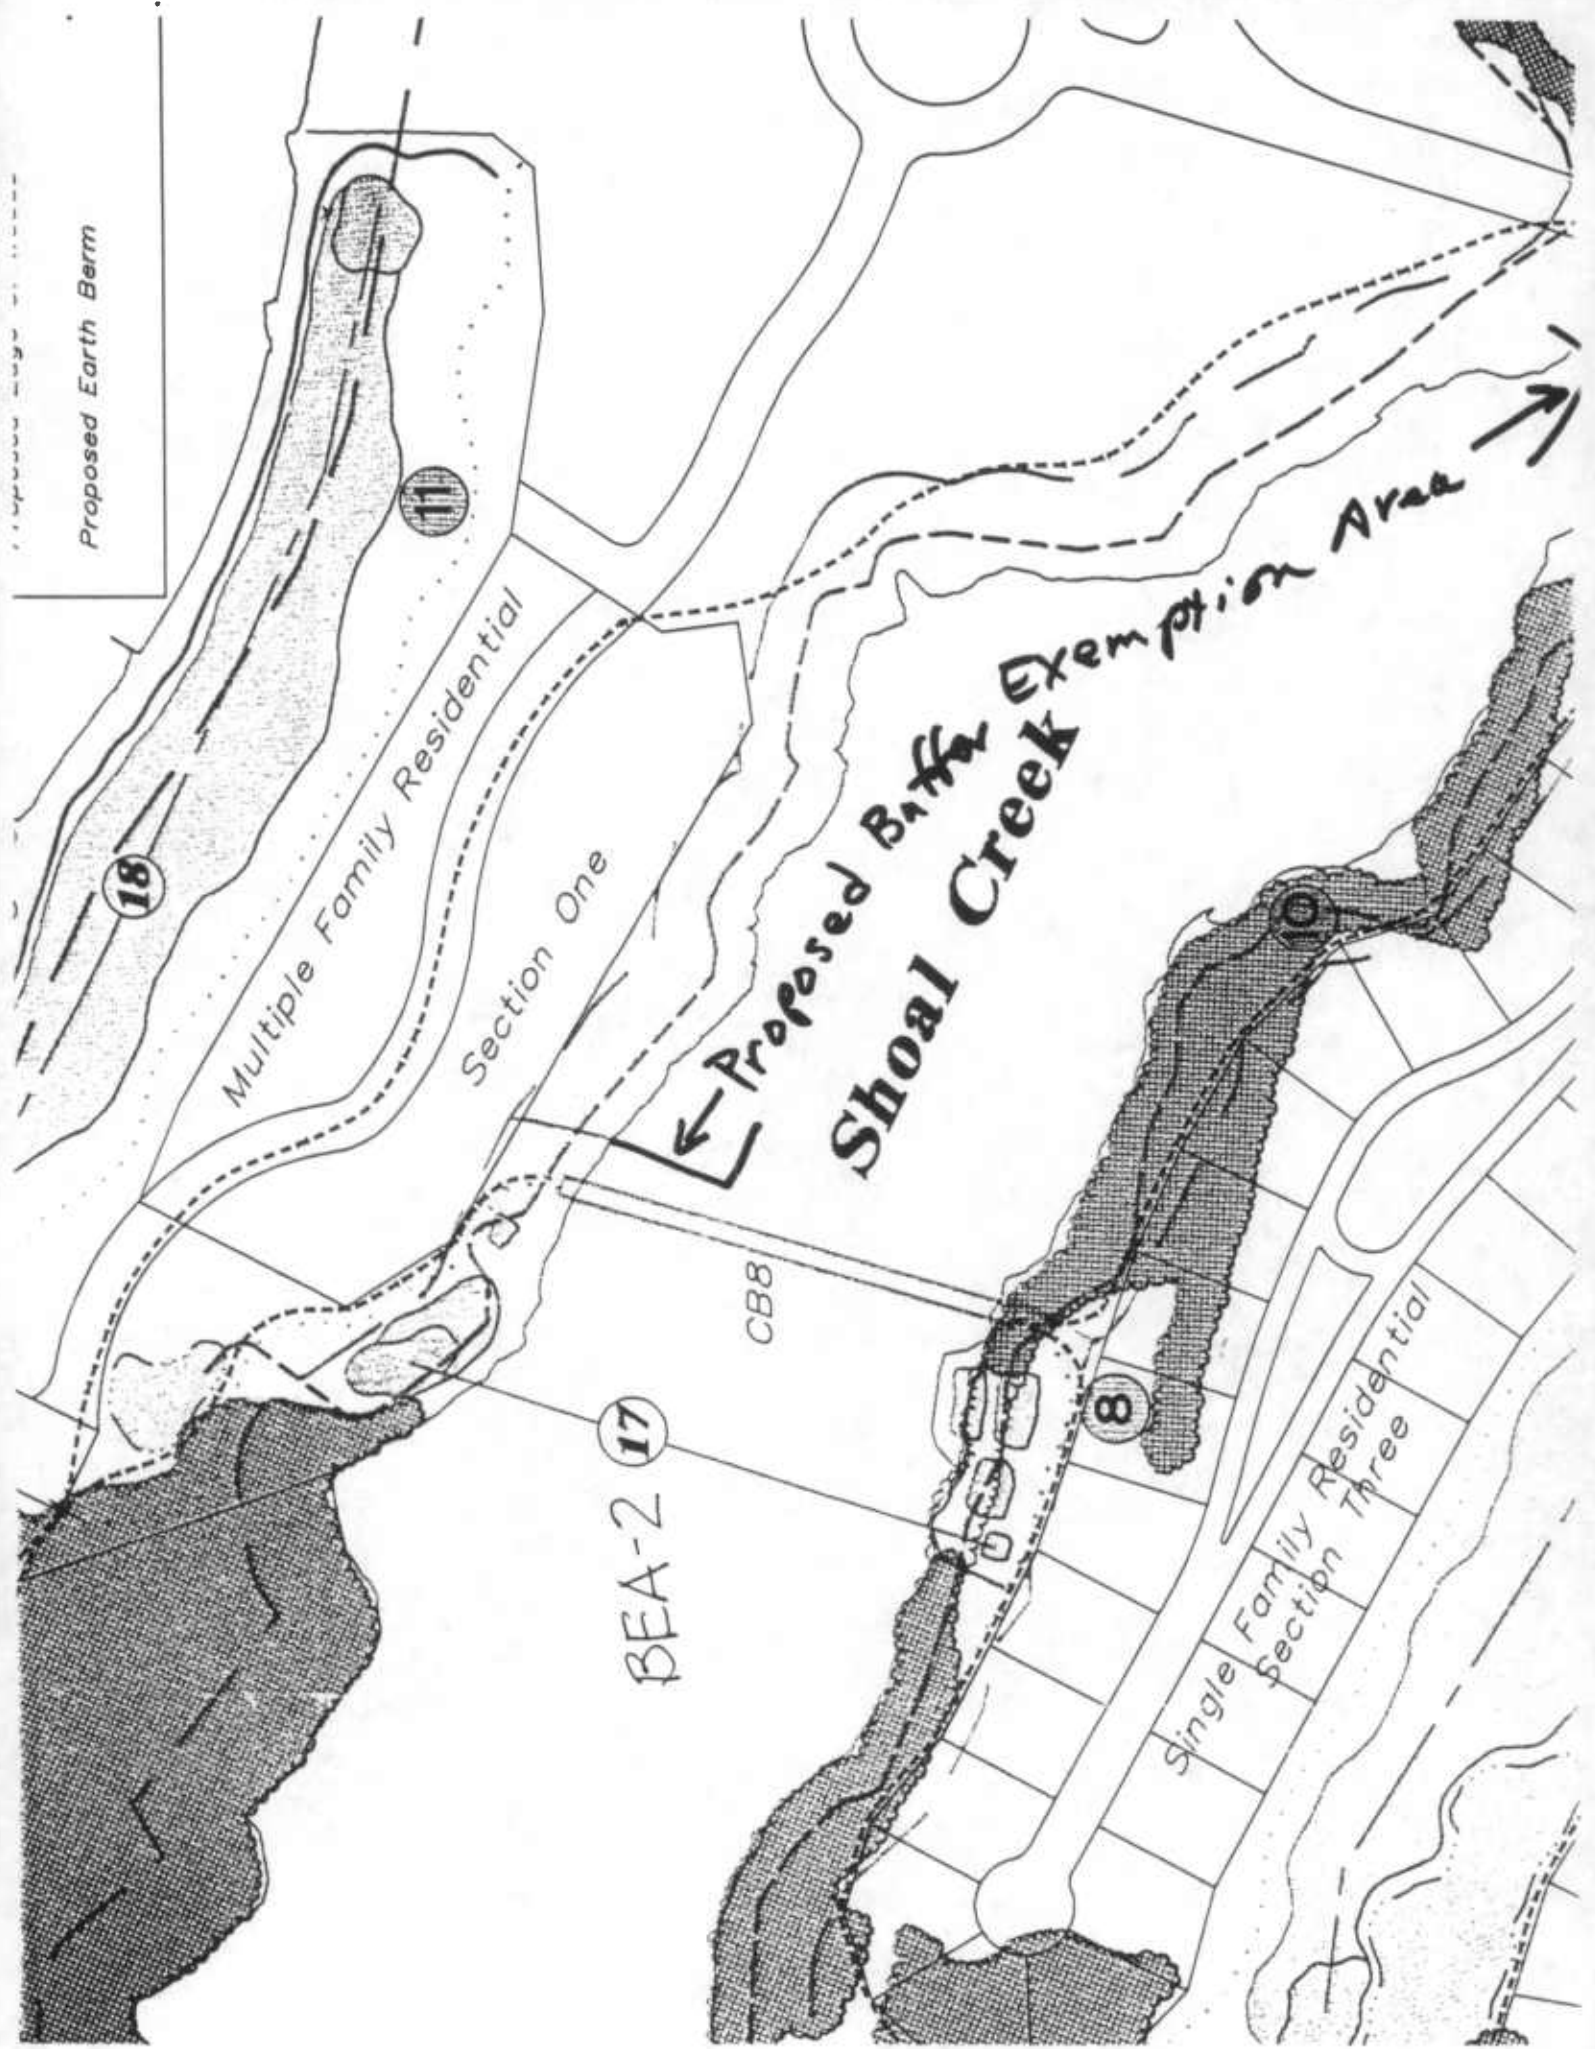 Proposed Earth Berm
11
18
Multiple Family Residential
Section One
Proposed Buffer Exemption Area
Shoal Creek
10
CB8
17
BEA-2
8
Single Family Residential
Section Three